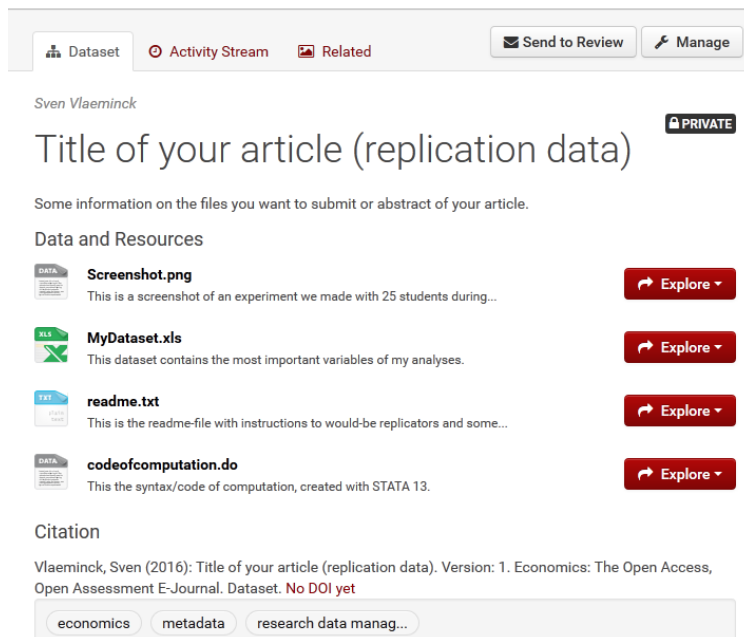 Dataset
Activity Stream
Related
Send to Review
Manage
Sven Vlaeminck
PRIVATE
Title of your article (replication data)
Some information on the files you want to submit or abstract of your article.
Data and Resources
DATA
Screenshot.png
This is a screenshot of an experiment we made with 25 students during...
Explore
XLS
MyDataset.xls
This dataset contains the most important variables of my analyses.
Explore
TXT
readme.txt
This is the readme-file with instructions to would-be replicators and some...
Explore
DATA
codeofcomputation.do
This the syntax/code of computation, created with STATA 13.
Explore
Citation
Vlaeminck, Sven (2016): Title of your article (replication data). Version: 1. Economics: The Open Access,
Open Assessment E-Journal. Dataset. No DOI yet
economics
metadata
research data manag...